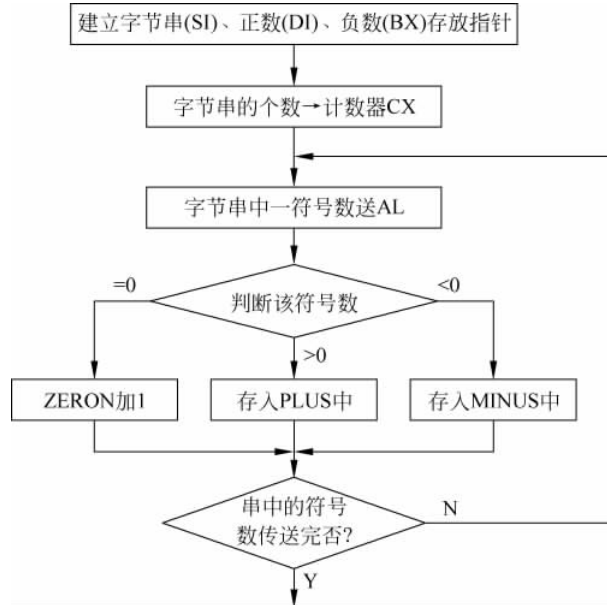 建立字节串(SI)、正数(DI)、负数(BX)存放指针
字节串的个数→计数器CX
字节串中一符号数送AL
=0
判断该符号数
<0
>0
ZERON加1
存入PLUS中
存入MINUS中
串中的符号
数传送完否?
N
Y